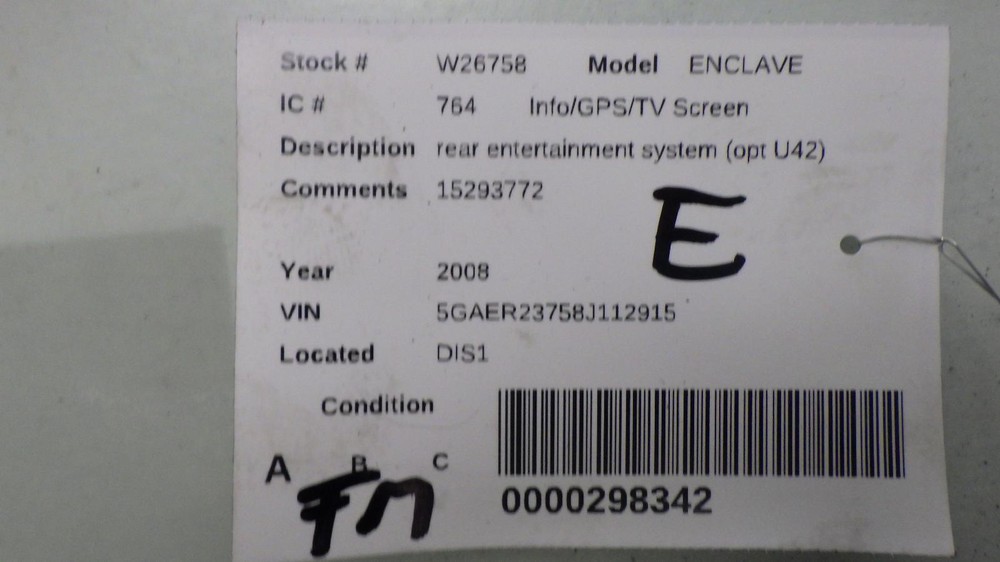 Stock # W26758 Model ENCLAVE
IC # 764 Info/GPS/TV Screen
Description rear entertainment system (opt U42)
Comments 15293772
E
Year 2008
VIN 5GAER23758J112915
Located DIS1
Condition
A B C
0000298342